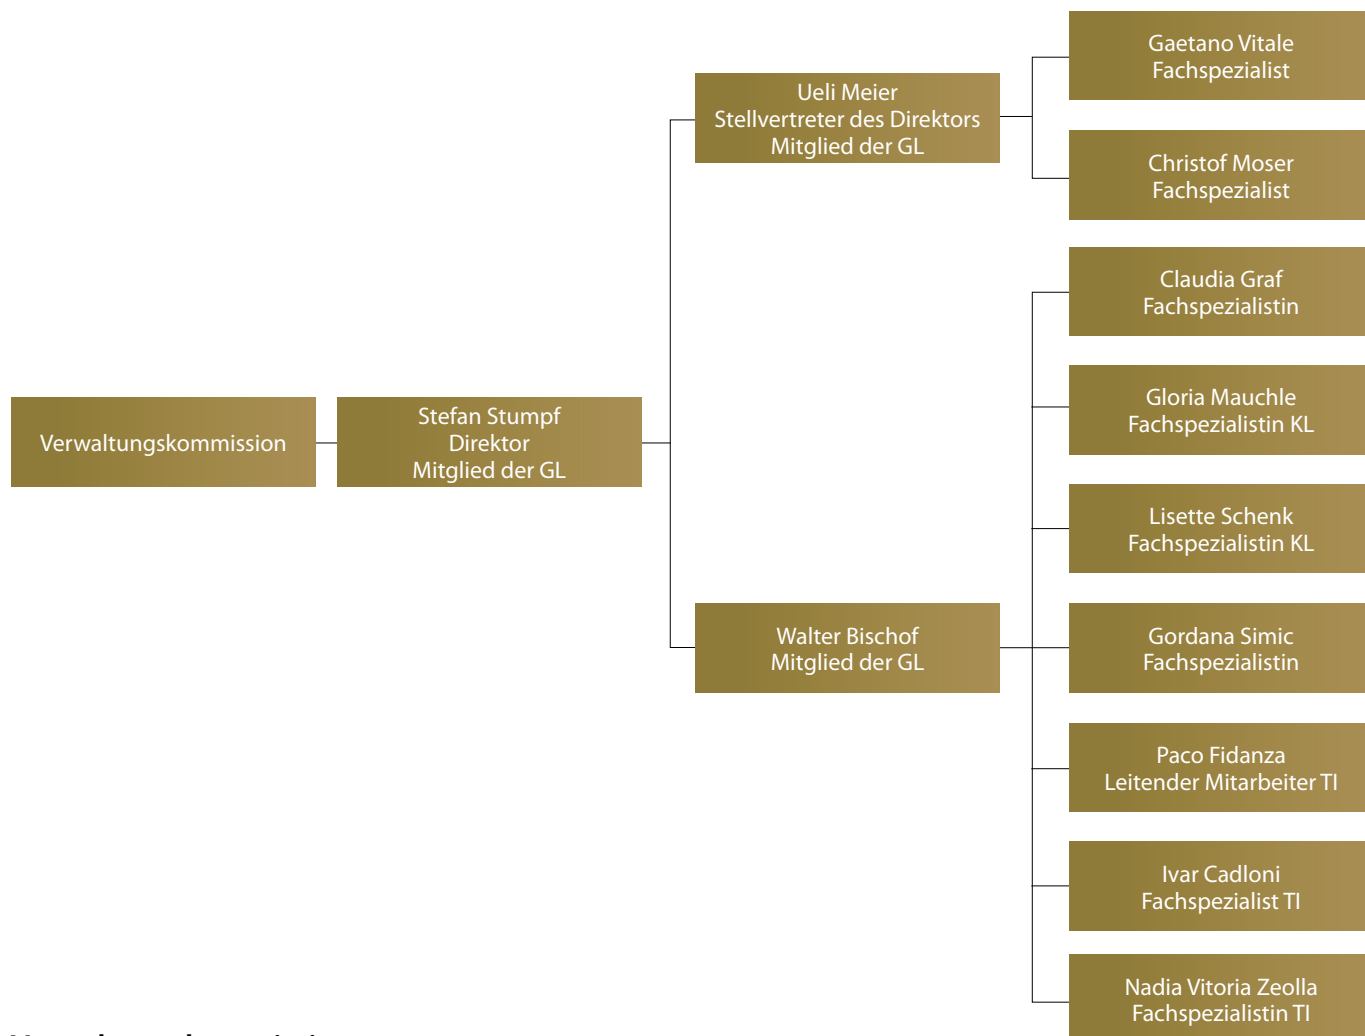 Gaetano Vitale
Fachspezialist
Ueli Meier
Stellvertreter des Direktors
Mitglied der GL
Christof Moser
Fachspezialist
Claudia Graf
Fachspezialistin
Gloria Mauchle
Fachspezialistin KL
Verwaltungskommission
Stefan Stumpf
Direktor
Mitglied der GL
Lisette Schenk
Fachspezialistin KL
Walter Bischof
Mitglied der GL
Gordana Simic
Fachspezialistin
Paco Fidanza
Leitender Mitarbeiter TI
Ivar Cadloni
Fachspezialist TI
Nadia Vitoria Zeolla
Fachspezialistin TI